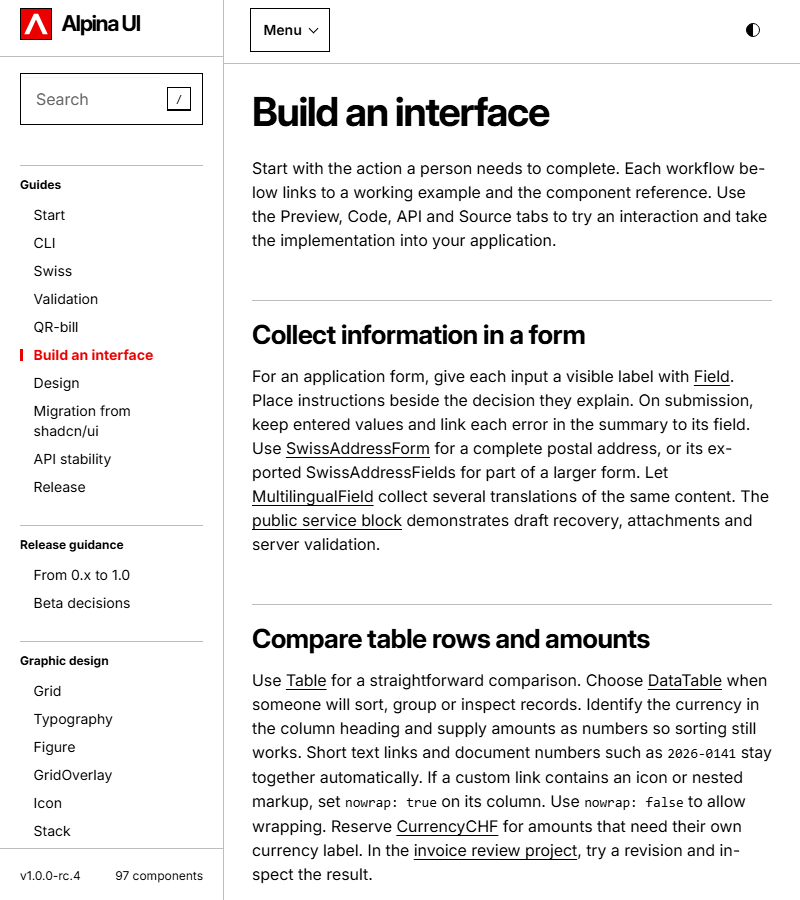 Alpina UI
Search
/
Guides
Start
CLI
Swiss
Validation
QR-bill
Build an interface
Design
Migration from
shadcn/ui
API stability
Release
Release guidance
From 0.x to 1.0
Beta decisions
Graphic design
Grid
Typography
Figure
GridOverlay
Icon
Stack
v1.0.0-rc.4 97 components
Menu
Build an interface
Start with the action a person needs to complete. Each workflow be-
low links to a working example and the component reference. Use
the Preview, Code, API and Source tabs to try an interaction and take
the implementation into your application.
Collect information in a form
For an application form, give each input a visible label with Field.
Place instructions beside the decision they explain. On submission,
keep entered values and link each error in the summary to its field.
Use SwissAddressForm for a complete postal address, or its ex-
ported SwissAddressFields for part of a larger form. Let
MultilingualField collect several translations of the same content. The
public service block demonstrates draft recovery, attachments and
server validation.
Compare table rows and amounts
Use Table for a straightforward comparison. Choose DataTable when
someone will sort, group or inspect records. Identify the currency in
the column heading and supply amounts as numbers so sorting still
works. Short text links and document numbers such as 2026-0141 stay
together automatically. If a custom link contains an icon or nested
markup, set nowrap: true on its column. Use nowrap: false to allow
wrapping. Reserve CurrencyCHF for amounts that need their own
currency label. In the invoice review project, try a revision and in-
spect the result.